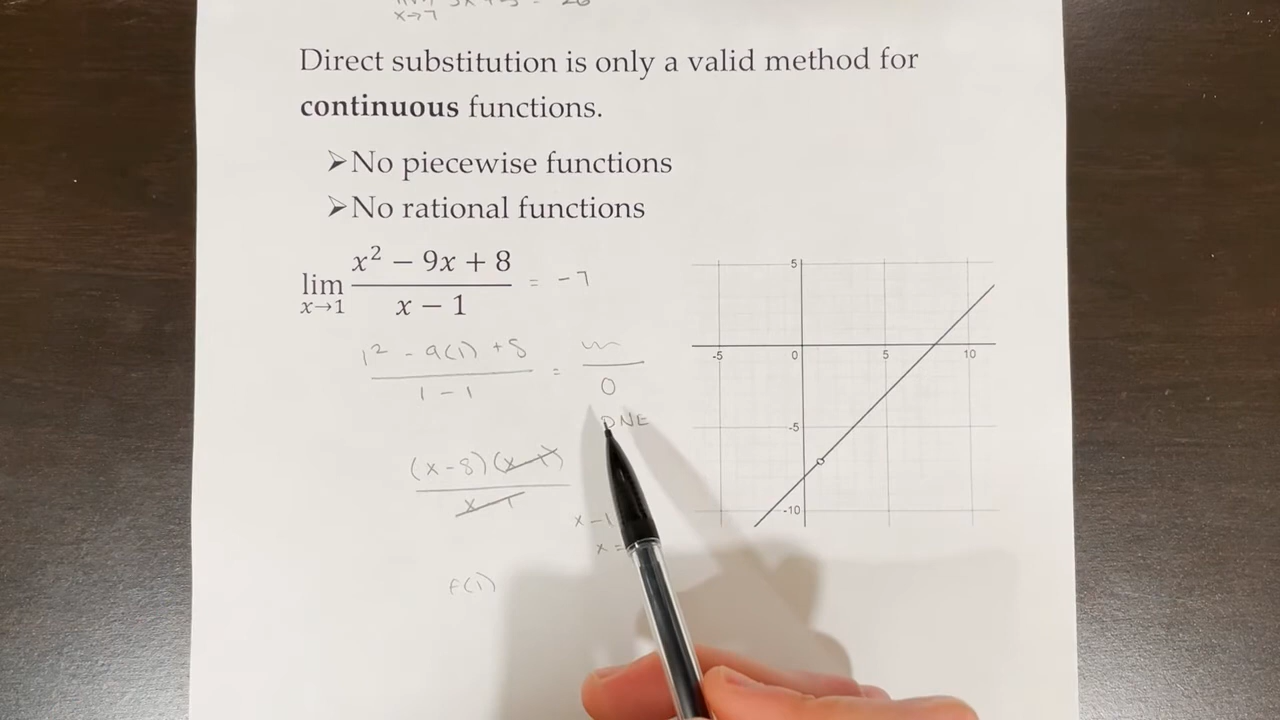 x→7
Direct substitution is only a valid method for
continuous functions.
➢No piecewise functions
➢No rational functions
lim x→1 (x² − 9x + 8)/(x − 1) = -7
(1² - 9(1) + 8)/(1 - 1) = /0
DNE
(x-8)(x-1)/(x-1)
x-1
x=
f(1)
5
-5
0
5
10
-5
-10